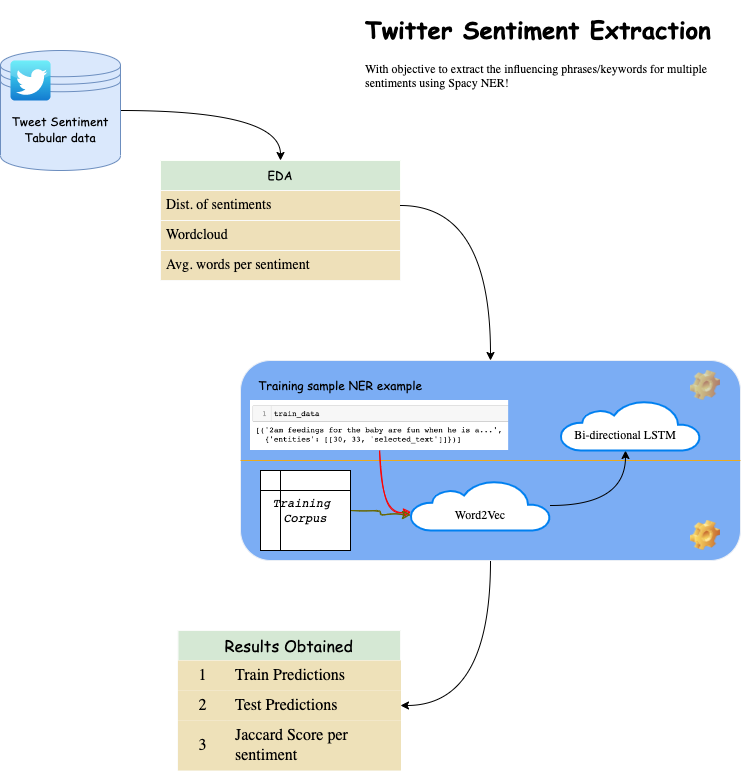 Twitter Sentiment Extraction
With objective to extract the influencing phrases/keywords for multiple
sentiments using Spacy NER!
Tweet Sentiment
Tabular data
EDA
Dist. of sentiments
Wordcloud
Avg. words per sentiment
Training sample NER example
1 train_data
[('2am feedings for the baby are fun when he is a...',
{'entities': [[30, 33, 'selected_text']]})]
Bi-directional LSTM
Training
Corpus
Word2Vec
Results Obtained
1 Train Predictions
2 Test Predictions
3 Jaccard Score per
sentiment